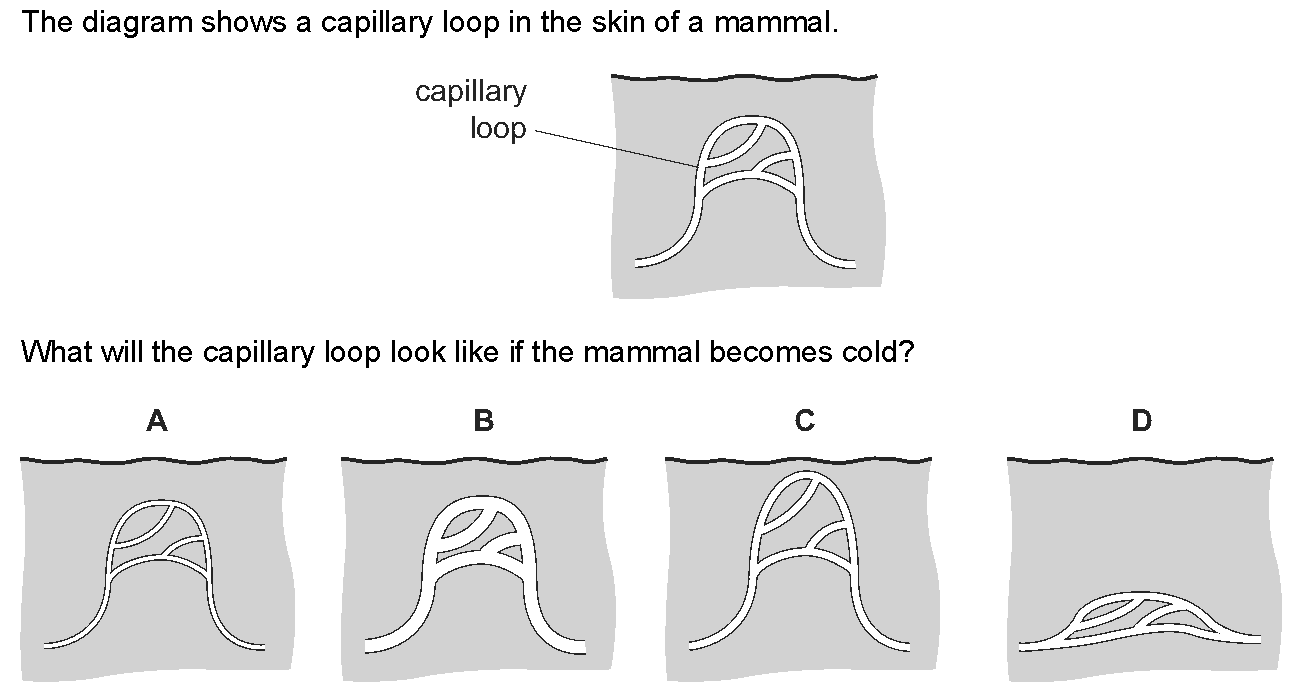 The diagram shows a capillary loop in the skin of a mammal.
capillary
loop
What will the capillary loop look like if the mammal becomes cold?
A B C D